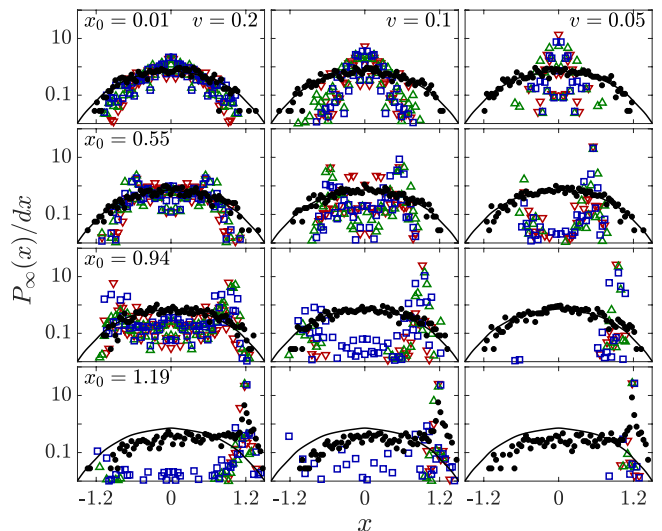 x₀ = 0.01 v = 0.2 v = 0.1 v = 0.05
10
0.1
x₀ = 0.55
10
0.1
x₀ = 0.94
10
0.1
x₀ = 1.19
10
0.1
P∞(x)/dx
-1.2 0 1.2 -1.2 0 1.2 -1.2 0 1.2
x